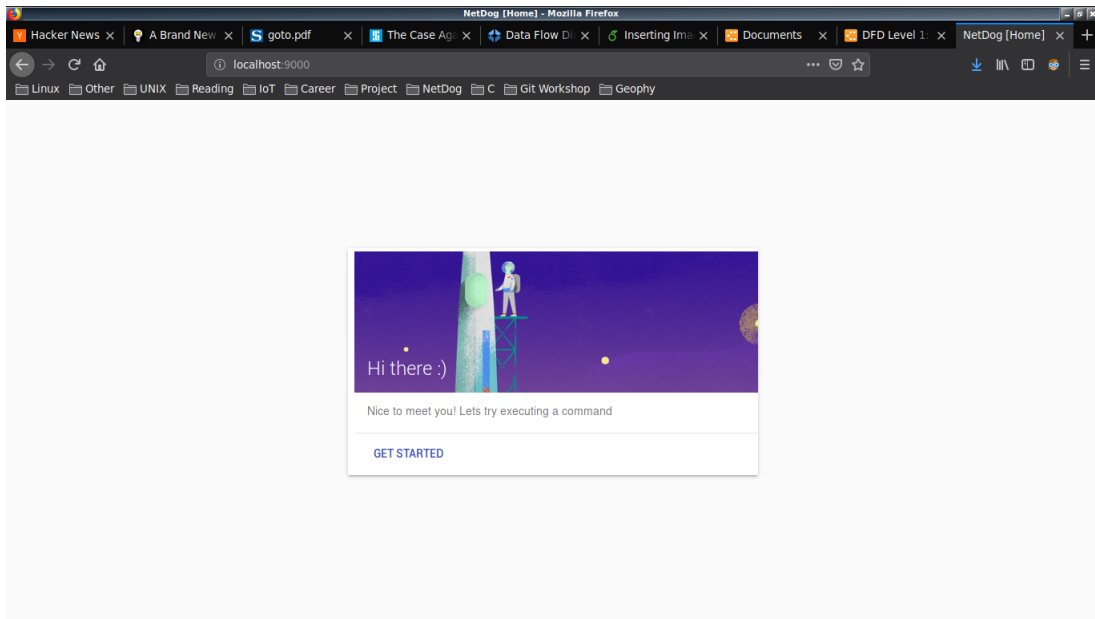 NetDog [Home] - Mozilla Firefox
Y Hacker News A Brand New S goto.pdf The Case Aga Data Flow Di Inserting Ima Documents DFD Level 1: NetDog [Home]
localhost:9000
Linux Other UNIX Reading IoT Career Project NetDog C Git Workshop Geophy
Hi there :)
Nice to meet you! Lets try executing a command
GET STARTED